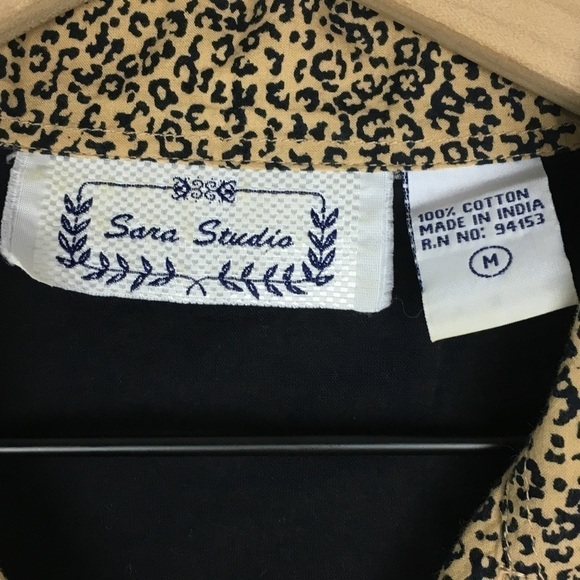 Sara Studio
100% COTTON
MADE IN INDIA
R.N NO: 94153
M